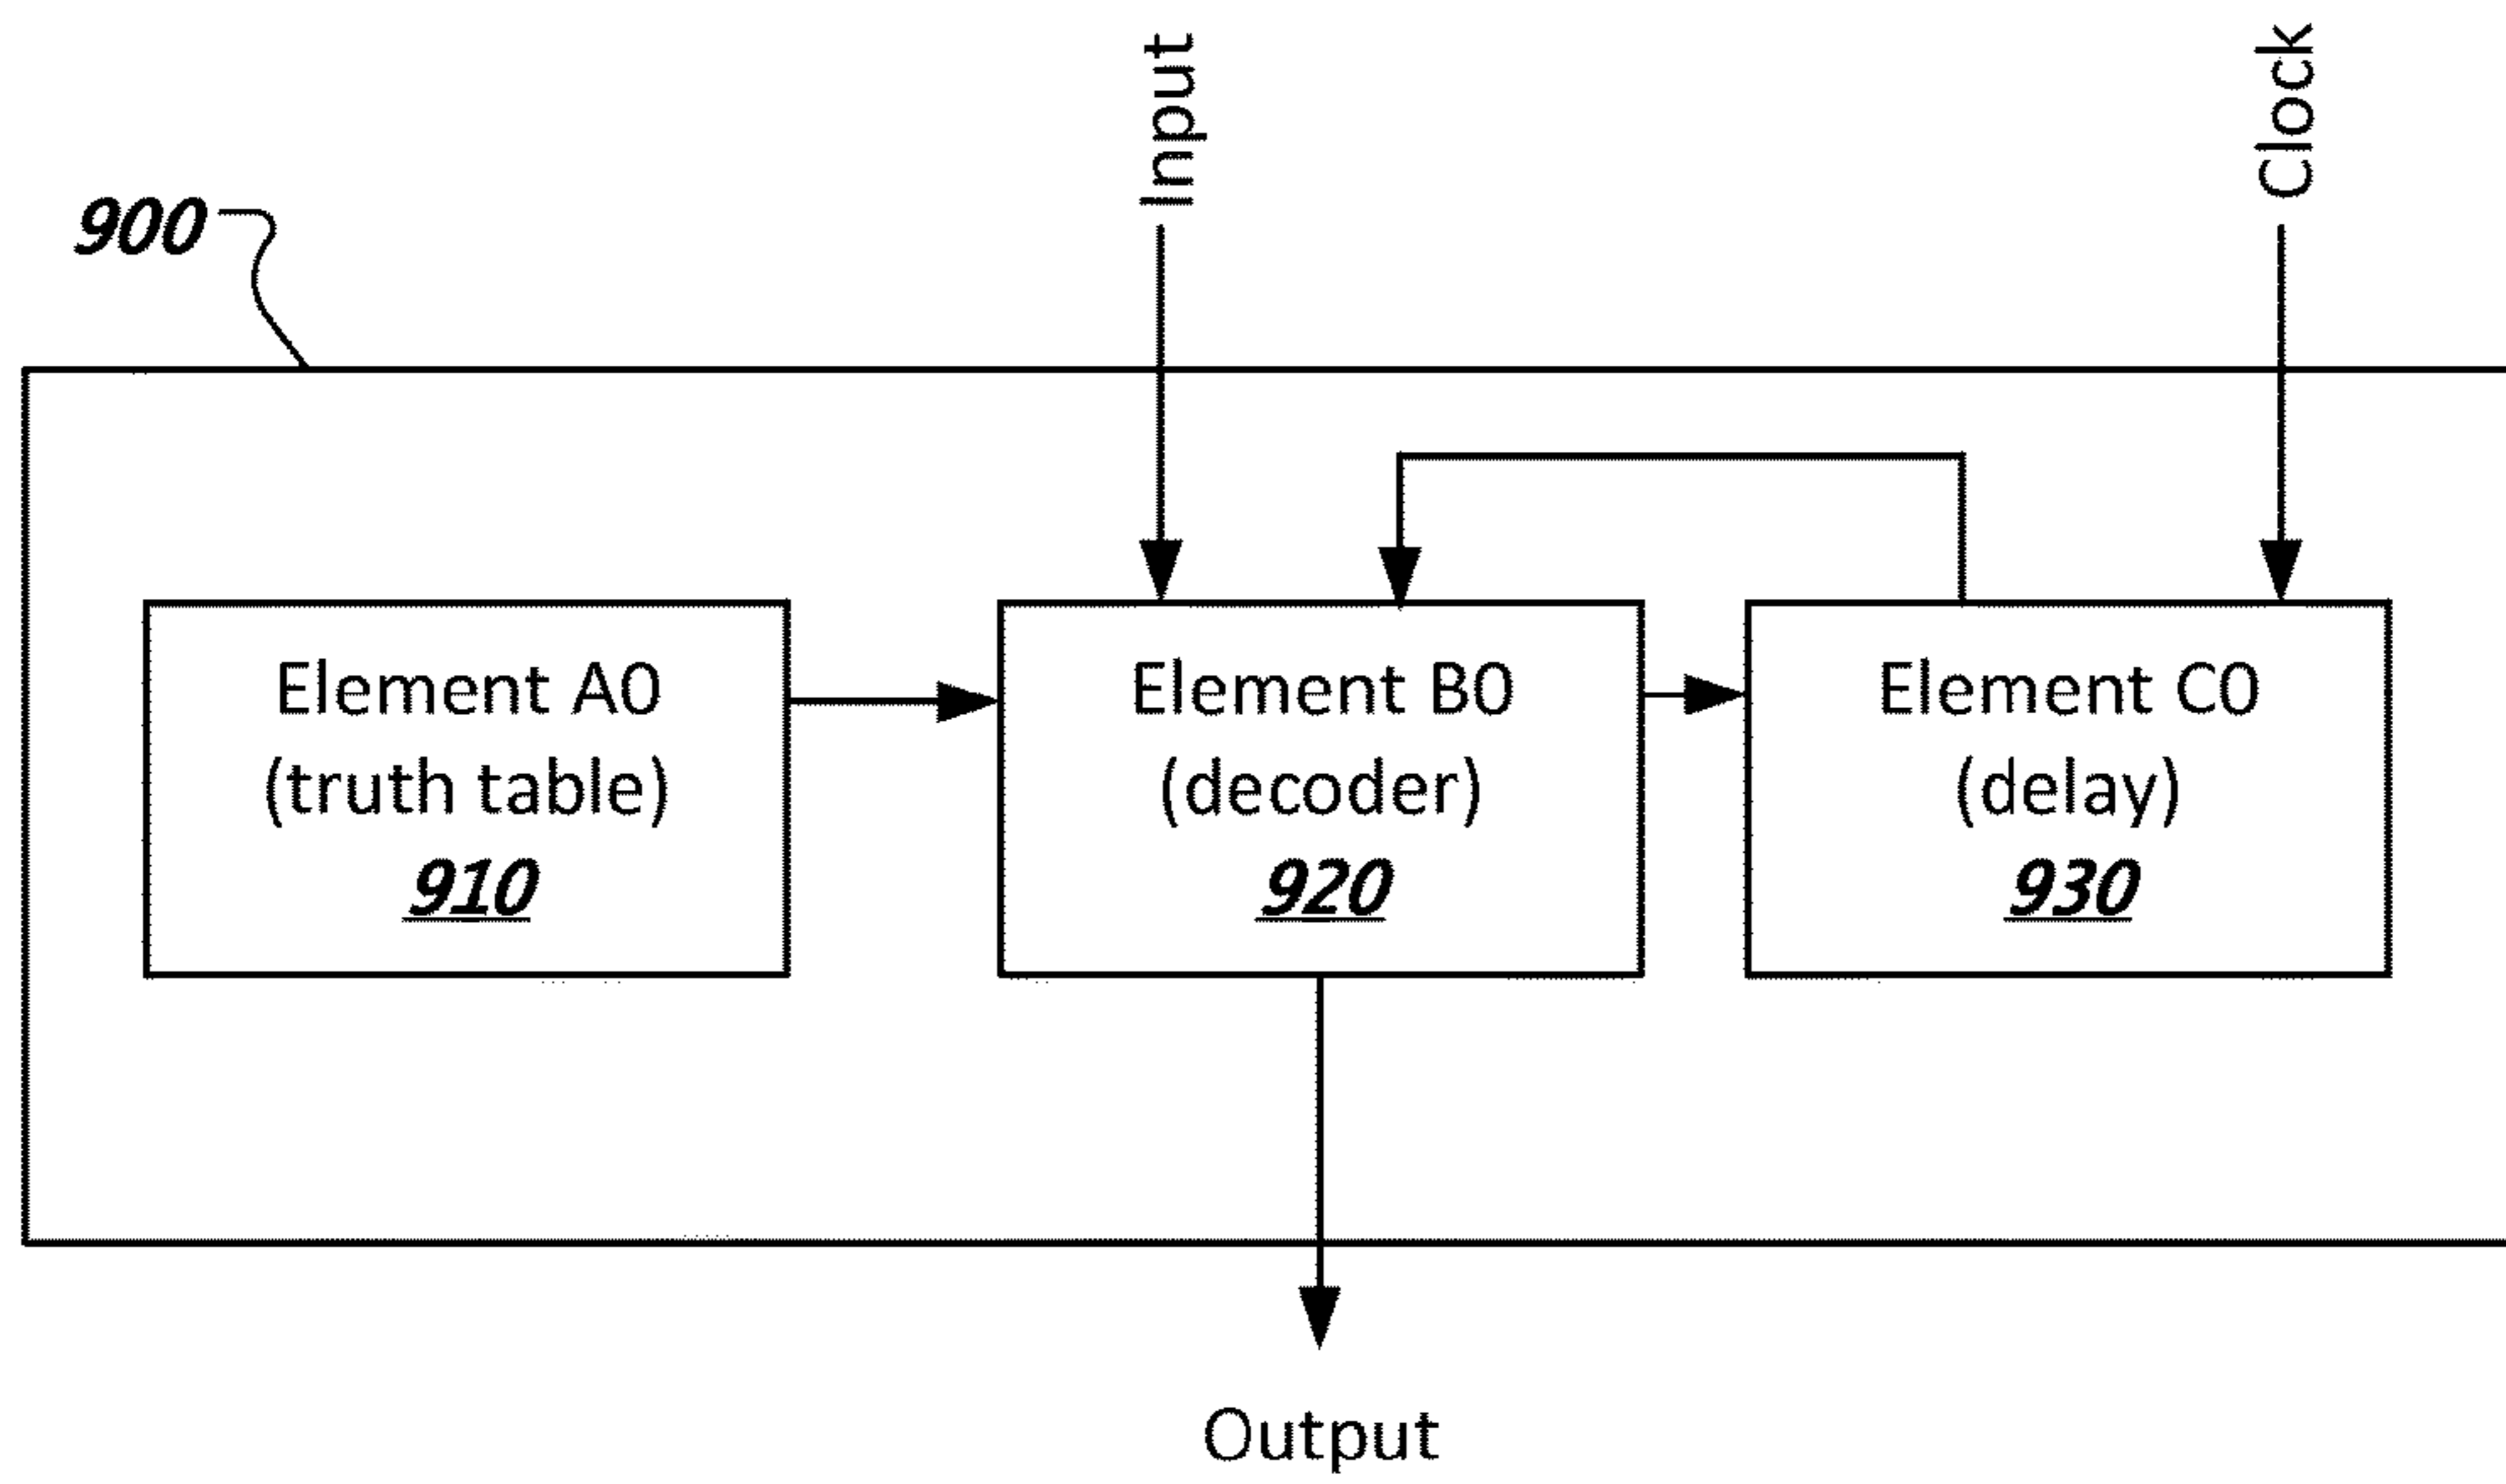 Input
Clock
900
Element A0
(truth table)
910
Element B0
(decoder)
920
Element C0
(delay)
930
Output